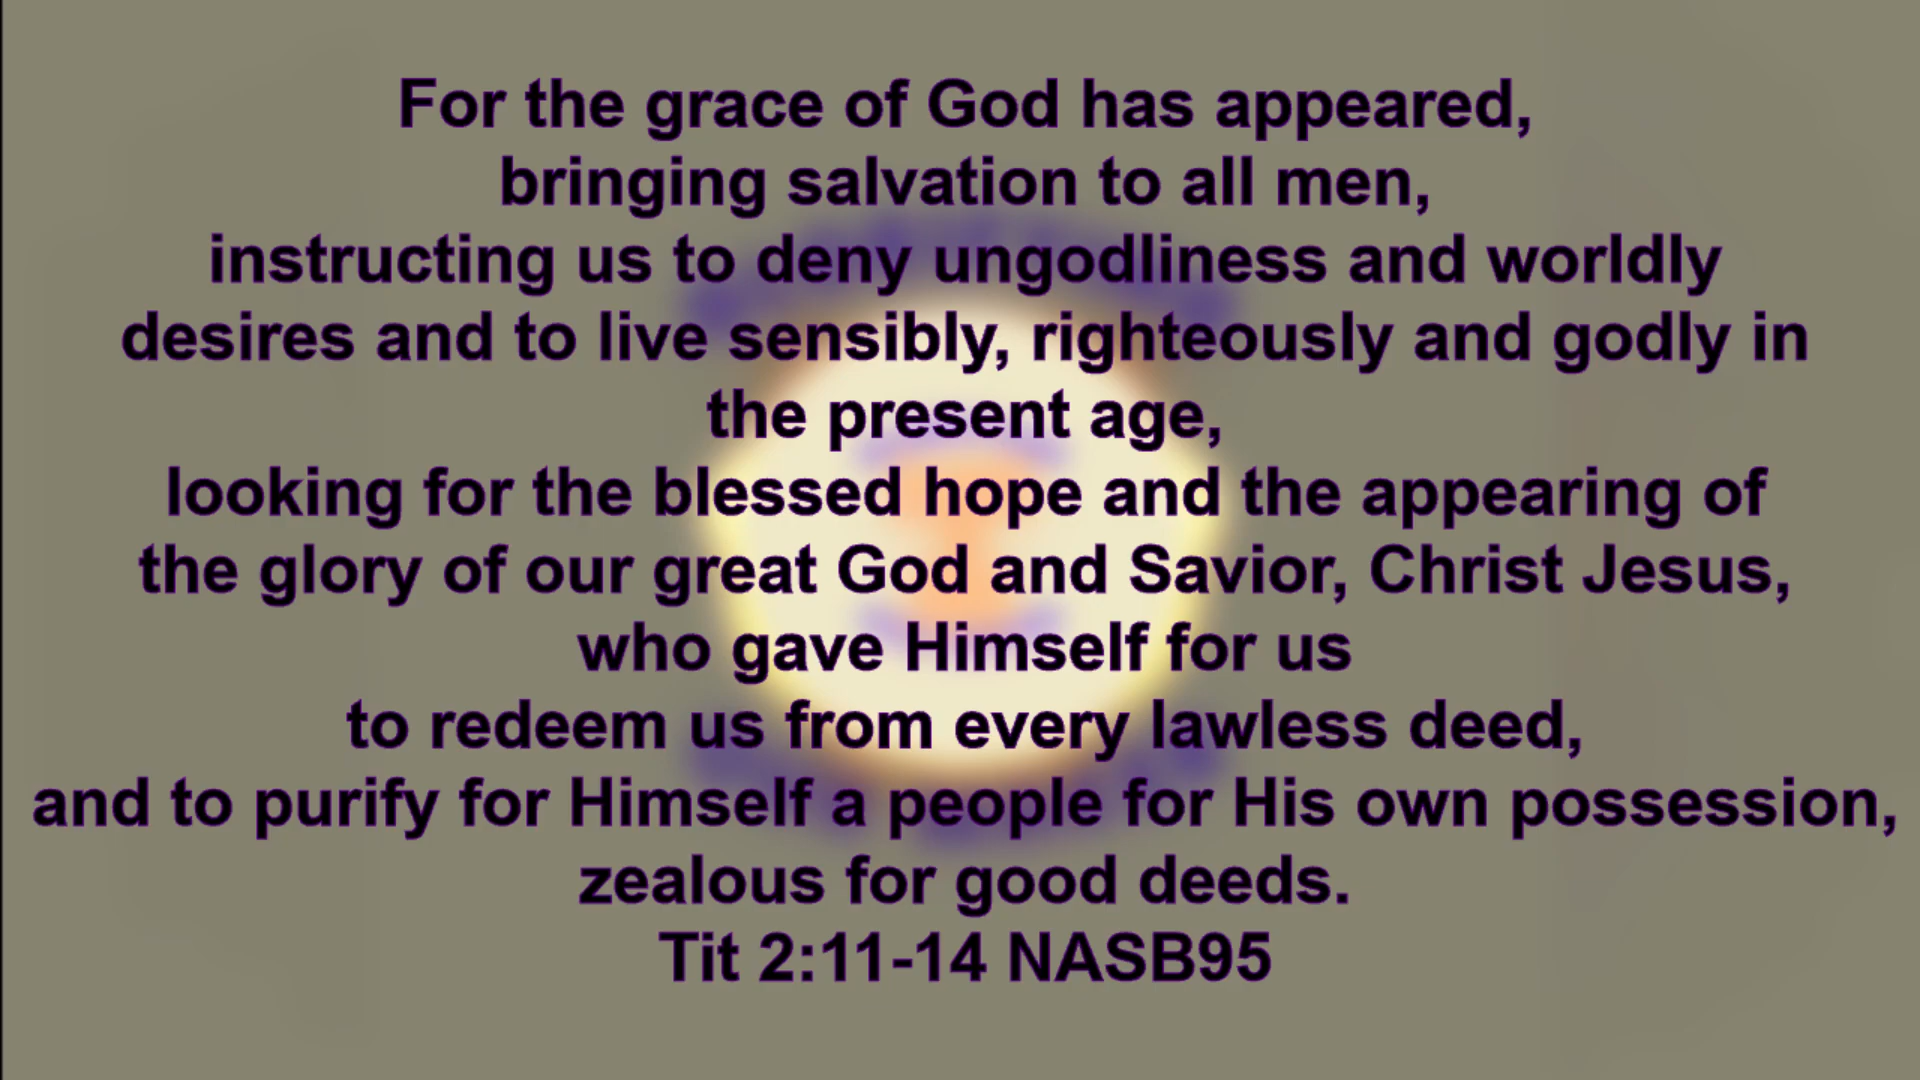 For the grace of God has appeared,
bringing salvation to all men,
instructing us to deny ungodliness and worldly
desires and to live sensibly, righteously and godly in
the present age,
looking for the blessed hope and the appearing of
the glory of our great God and Savior, Christ Jesus,
who gave Himself for us
to redeem us from every lawless deed,
and to purify for Himself a people for His own possession,
zealous for good deeds.
Tit 2:11-14 NASB95